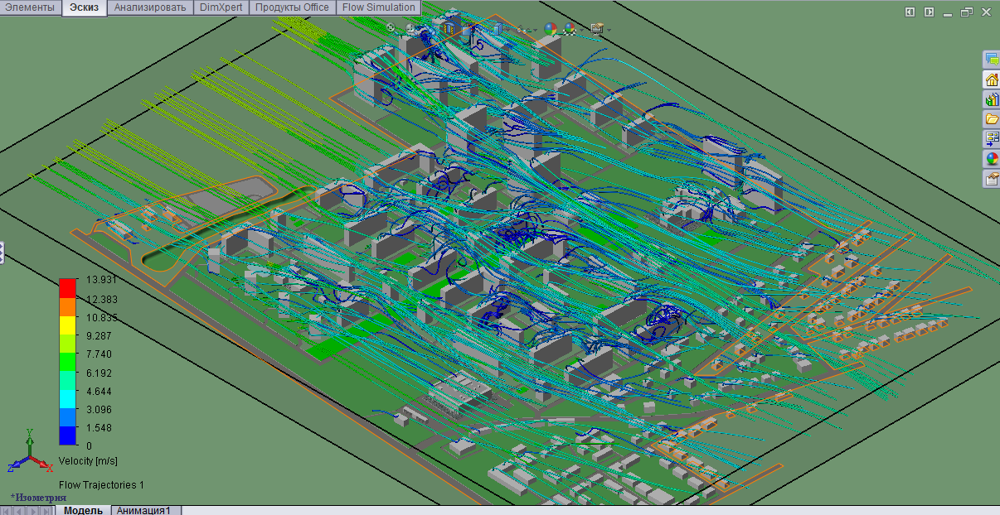 Элементы Эскиз Анализировать DimXpert Продукты Office Flow Simulation
13.931
12.383
10.835
9.287
7.740
6.192
4.644
3.096
1.548
0
Velocity [m/s]
Flow Trajectories 1
Y
Z X
*Изометрия
Модель Анимация1